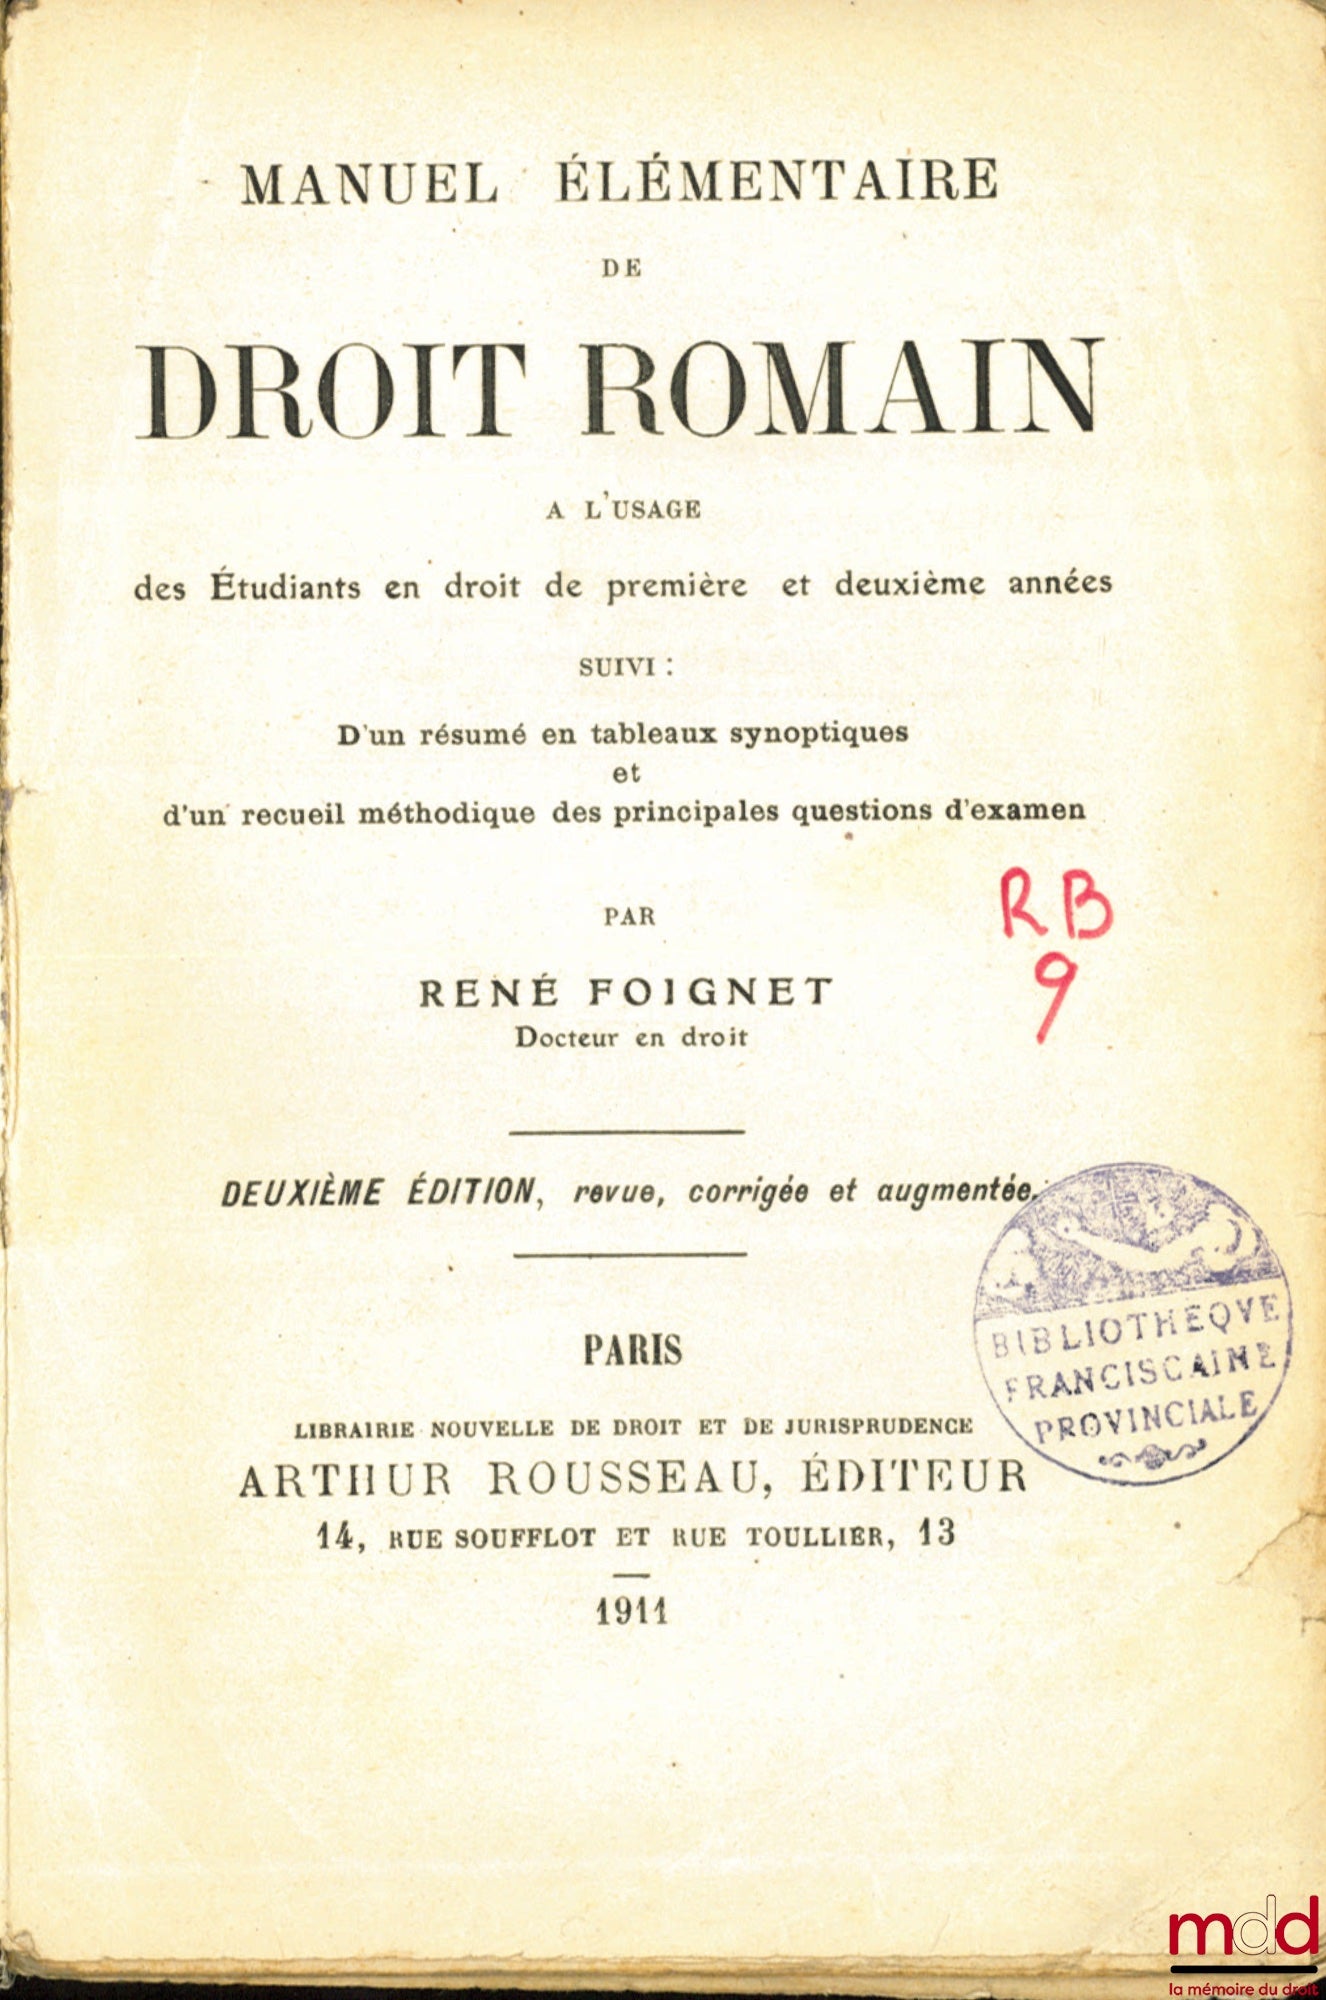 MANUEL ÉLÉMENTAIRE
DE
DROIT ROMAIN
A L'USAGE
des Étudiants en droit de première et deuxième années
SUIVI :
D'un résumé en tableaux synoptiques
et
d'un recueil méthodique des principales questions d'examen
PAR
RENÉ FOIGNET
Docteur en droit
RB
9
DEUXIÈME ÉDITION, revue, corrigée et augmentée.
BIBLIOTHEQVE
FRANCISCAINE
PROVINCIALE
PARIS
LIBRAIRIE NOUVELLE DE DROIT ET DE JURISPRUDENCE
ARTHUR ROUSSEAU, ÉDITEUR
14, RUE SOUFFLOT ET RUE TOULLIER, 13
1911
mdd
la mémoire du droit